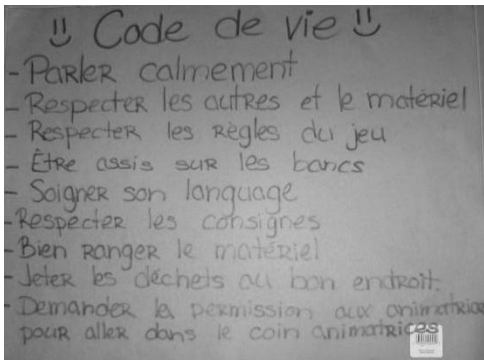 Code de vie
- Parler calmement
- Respecter les autres et le matériel
- Respecter les règles du jeu
- Être assis sur les bancs
- Soigner son language
- Respecter les consignes
- Bien ranger le matériel
- Jeter les déchets au bon endroit.
- Demander la permission aux animatrices
pour aller dans le coin animatrices